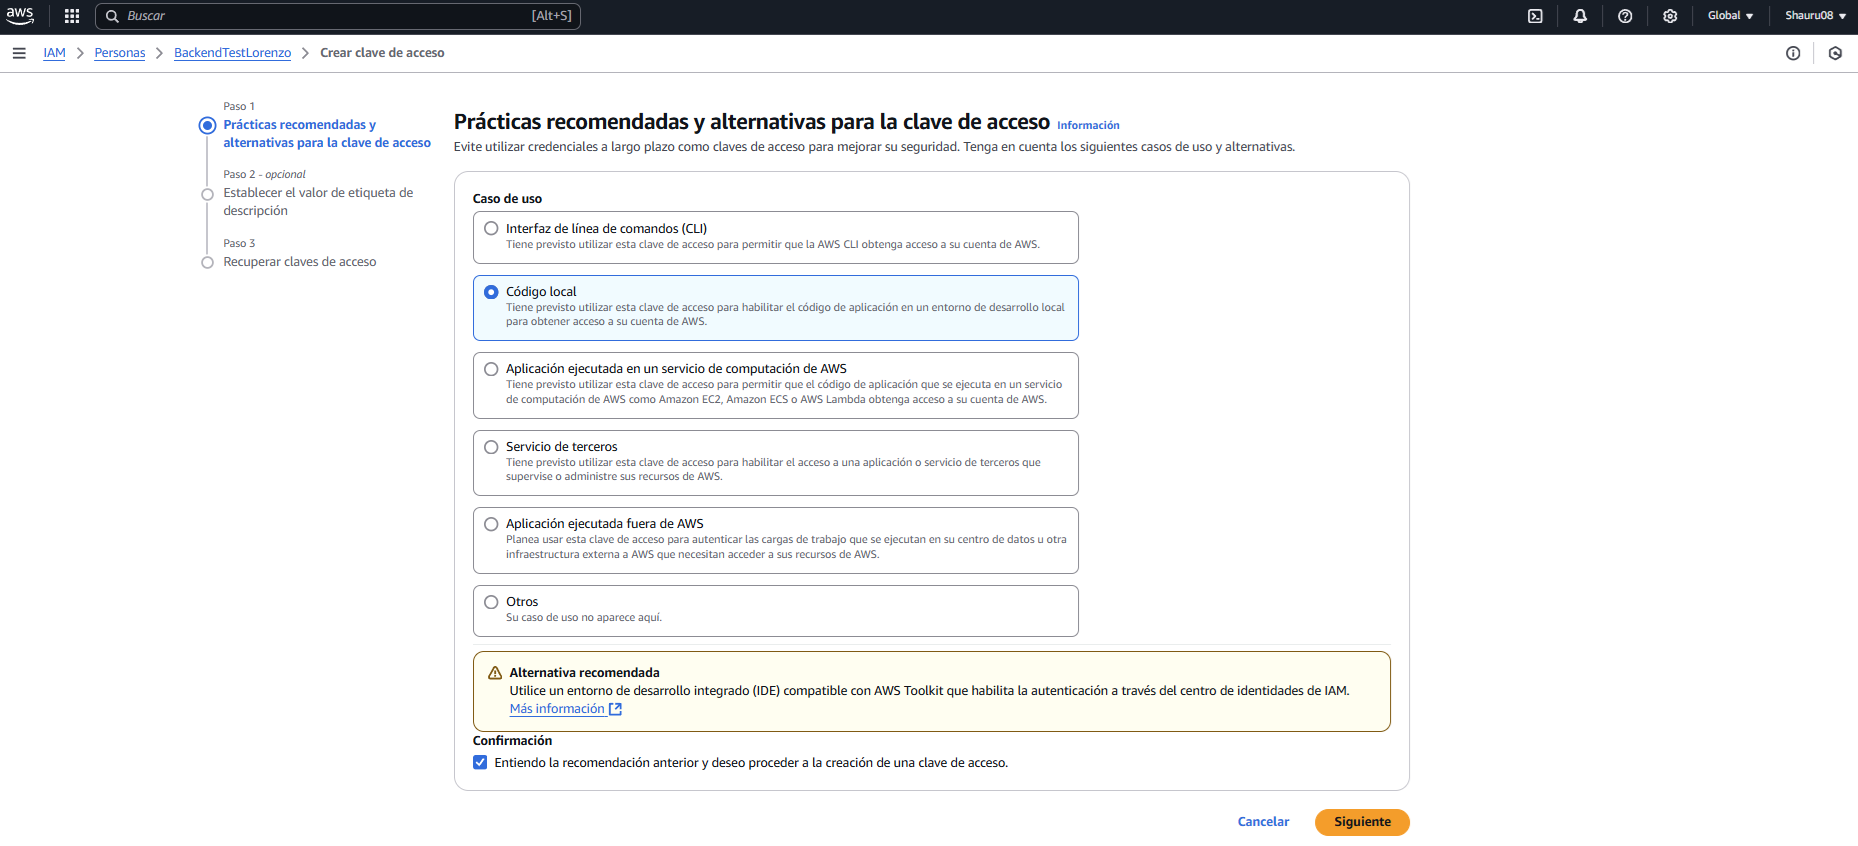 aws
Buscar
[Alt+S]
Global
Shauru08
IAM
Personas
BackendTestLorenzo
Crear clave de acceso
Paso 1
Prácticas recomendadas y
alternativas para la clave de acceso
Paso 2 - opcional
Establecer el valor de etiqueta de
descripción
Paso 3
Recuperar claves de acceso
Prácticas recomendadas y alternativas para la clave de acceso Información
Evite utilizar credenciales a largo plazo como claves de acceso para mejorar su seguridad. Tenga en cuenta los siguientes casos de uso y alternativas.
Caso de uso
Interfaz de línea de comandos (CLI)
Tiene previsto utilizar esta clave de acceso para permitir que la AWS CLI obtenga acceso a su cuenta de AWS.
Código local
Tiene previsto utilizar esta clave de acceso para habilitar el código de aplicación en un entorno de desarrollo local
para obtener acceso a su cuenta de AWS.
Aplicación ejecutada en un servicio de computación de AWS
Tiene previsto utilizar esta clave de acceso para permitir que el código de aplicación que se ejecuta en un servicio
de computación de AWS como Amazon EC2, Amazon ECS o AWS Lambda obtenga acceso a su cuenta de AWS.
Servicio de terceros
Tiene previsto utilizar esta clave de acceso para habilitar el acceso a una aplicación o servicio de terceros que
supervise o administre sus recursos de AWS.
Aplicación ejecutada fuera de AWS
Planea usar esta clave de acceso para autenticar las cargas de trabajo que se ejecutan en su centro de datos u otra
infraestructura externa a AWS que necesitan acceder a sus recursos de AWS.
Otros
Su caso de uso no aparece aquí.
Alternativa recomendada
Utilice un entorno de desarrollo integrado (IDE) compatible con AWS Toolkit que habilita la autenticación a través del centro de identidades de IAM.
Más información
Confirmación
Entiendo la recomendación anterior y deseo proceder a la creación de una clave de acceso.
Cancelar
Siguiente